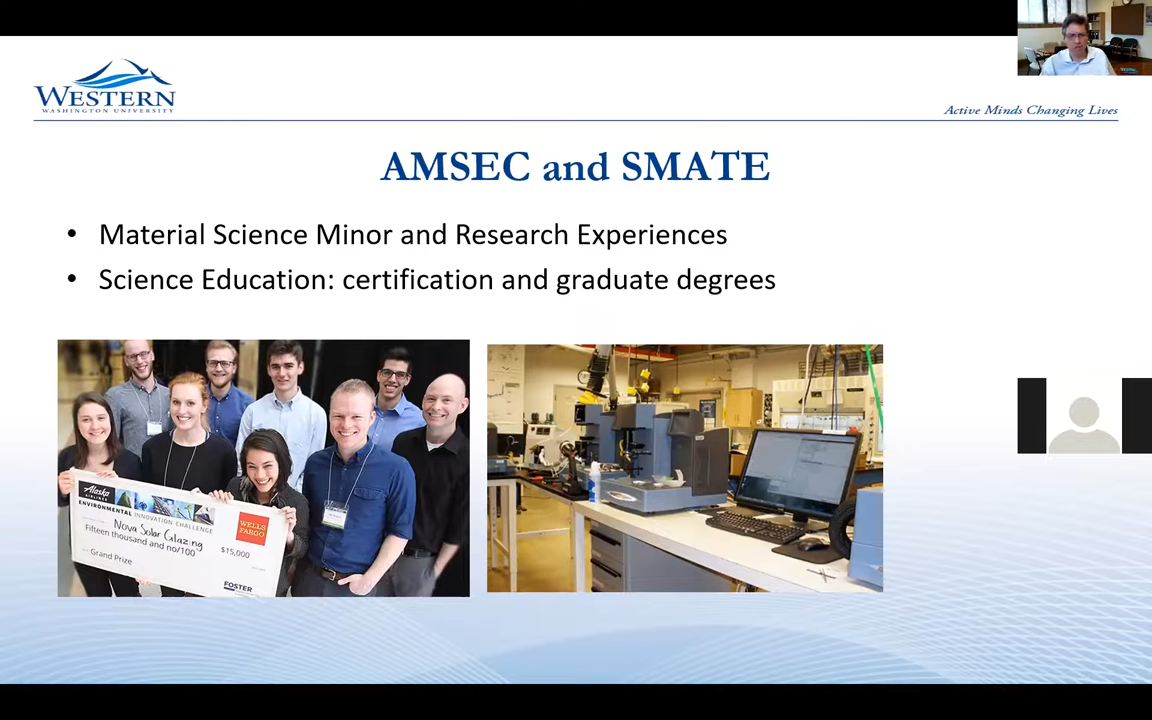 WESTERN
WASHINGTON UNIVERSITY
Active Minds Changing Lives
AMSEC and SMATE
• Material Science Minor and Research Experiences
• Science Education: certification and graduate degrees
Alaska
AIRLINES
ENVIRONMENTAL INNOVATION CHALLENGE
WELLS
FARGO
Nova Solar Glazing
Fifteen thousand and no/100
$15,000
Grand Prize
FOSTER